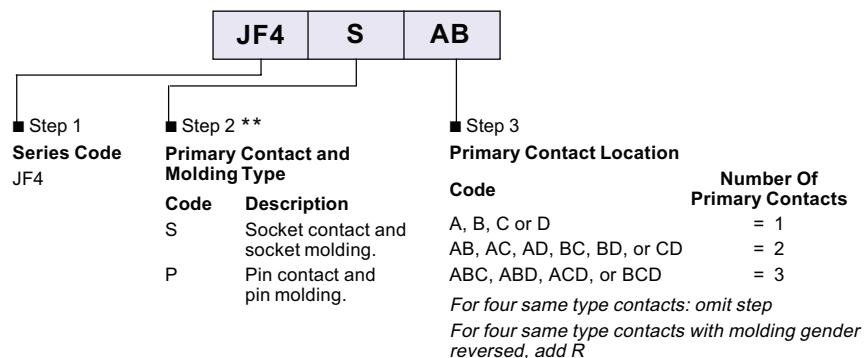 JF4 S AB
■ Step 1
Series Code
JF4
■ Step 2 **
Primary Contact and
Molding Type
Code Description
S Socket contact and
socket molding.
P Pin contact and
pin molding.
■ Step 3
Primary Contact Location
Code Number Of
Primary Contacts
A, B, C or D = 1
AB, AC, AD, BC, BD, or CD = 2
ABC, ABD, ACD, or BCD = 3
For four same type contacts: omit step
For four same type contacts with molding gender
reversed, add R